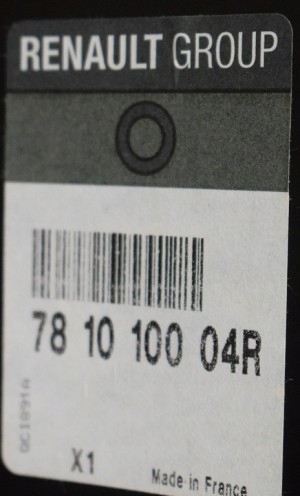 RENAULT GROUP
78 10 100 04R
X1
Made in France